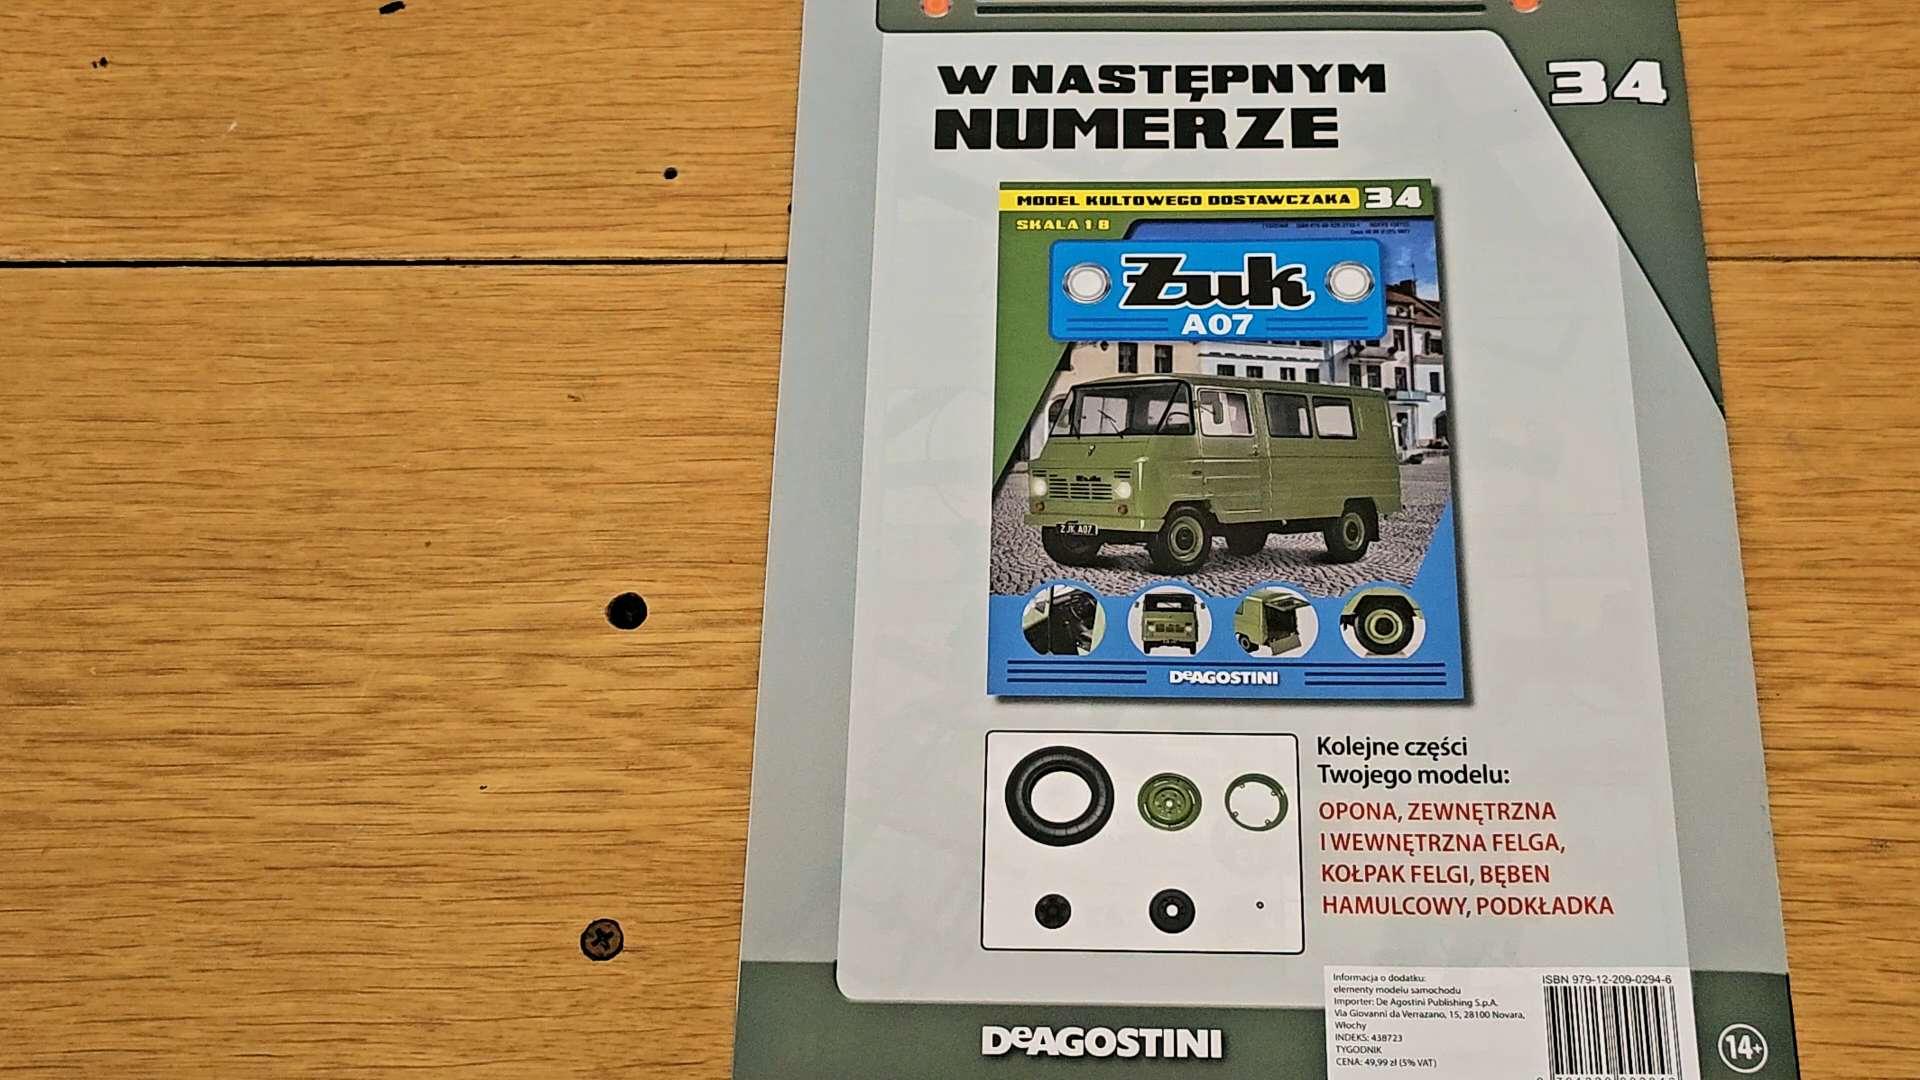 W NASTĘPNYM
NUMERZE
34
MODEL KULTOWEGO DOSTAWCZAKA 34
SKALA 1:8
Żuk
A07
ŻUK A07
DeAGOSTINI
Kolejne części
Twojego modelu:
OPONA, ZEWNĘTRZNA
I WEWNĘTRZNA FELGA,
KOŁPAK FELGI, BĘBEN
HAMULCOWY, PODKŁADKA
Informacja o dodatku:
elementy modelu samochodu
Importer: De Agostini Publishing S.p.A.
Via Giovanni da Verrazano, 15, 28100 Novara,
Włochy
INDEKS: 438723
TYGODNIK
CENA: 49,99 zł (5% VAT)
ISBN 979-12-209-0294-6
DeAGOSTINI
14+